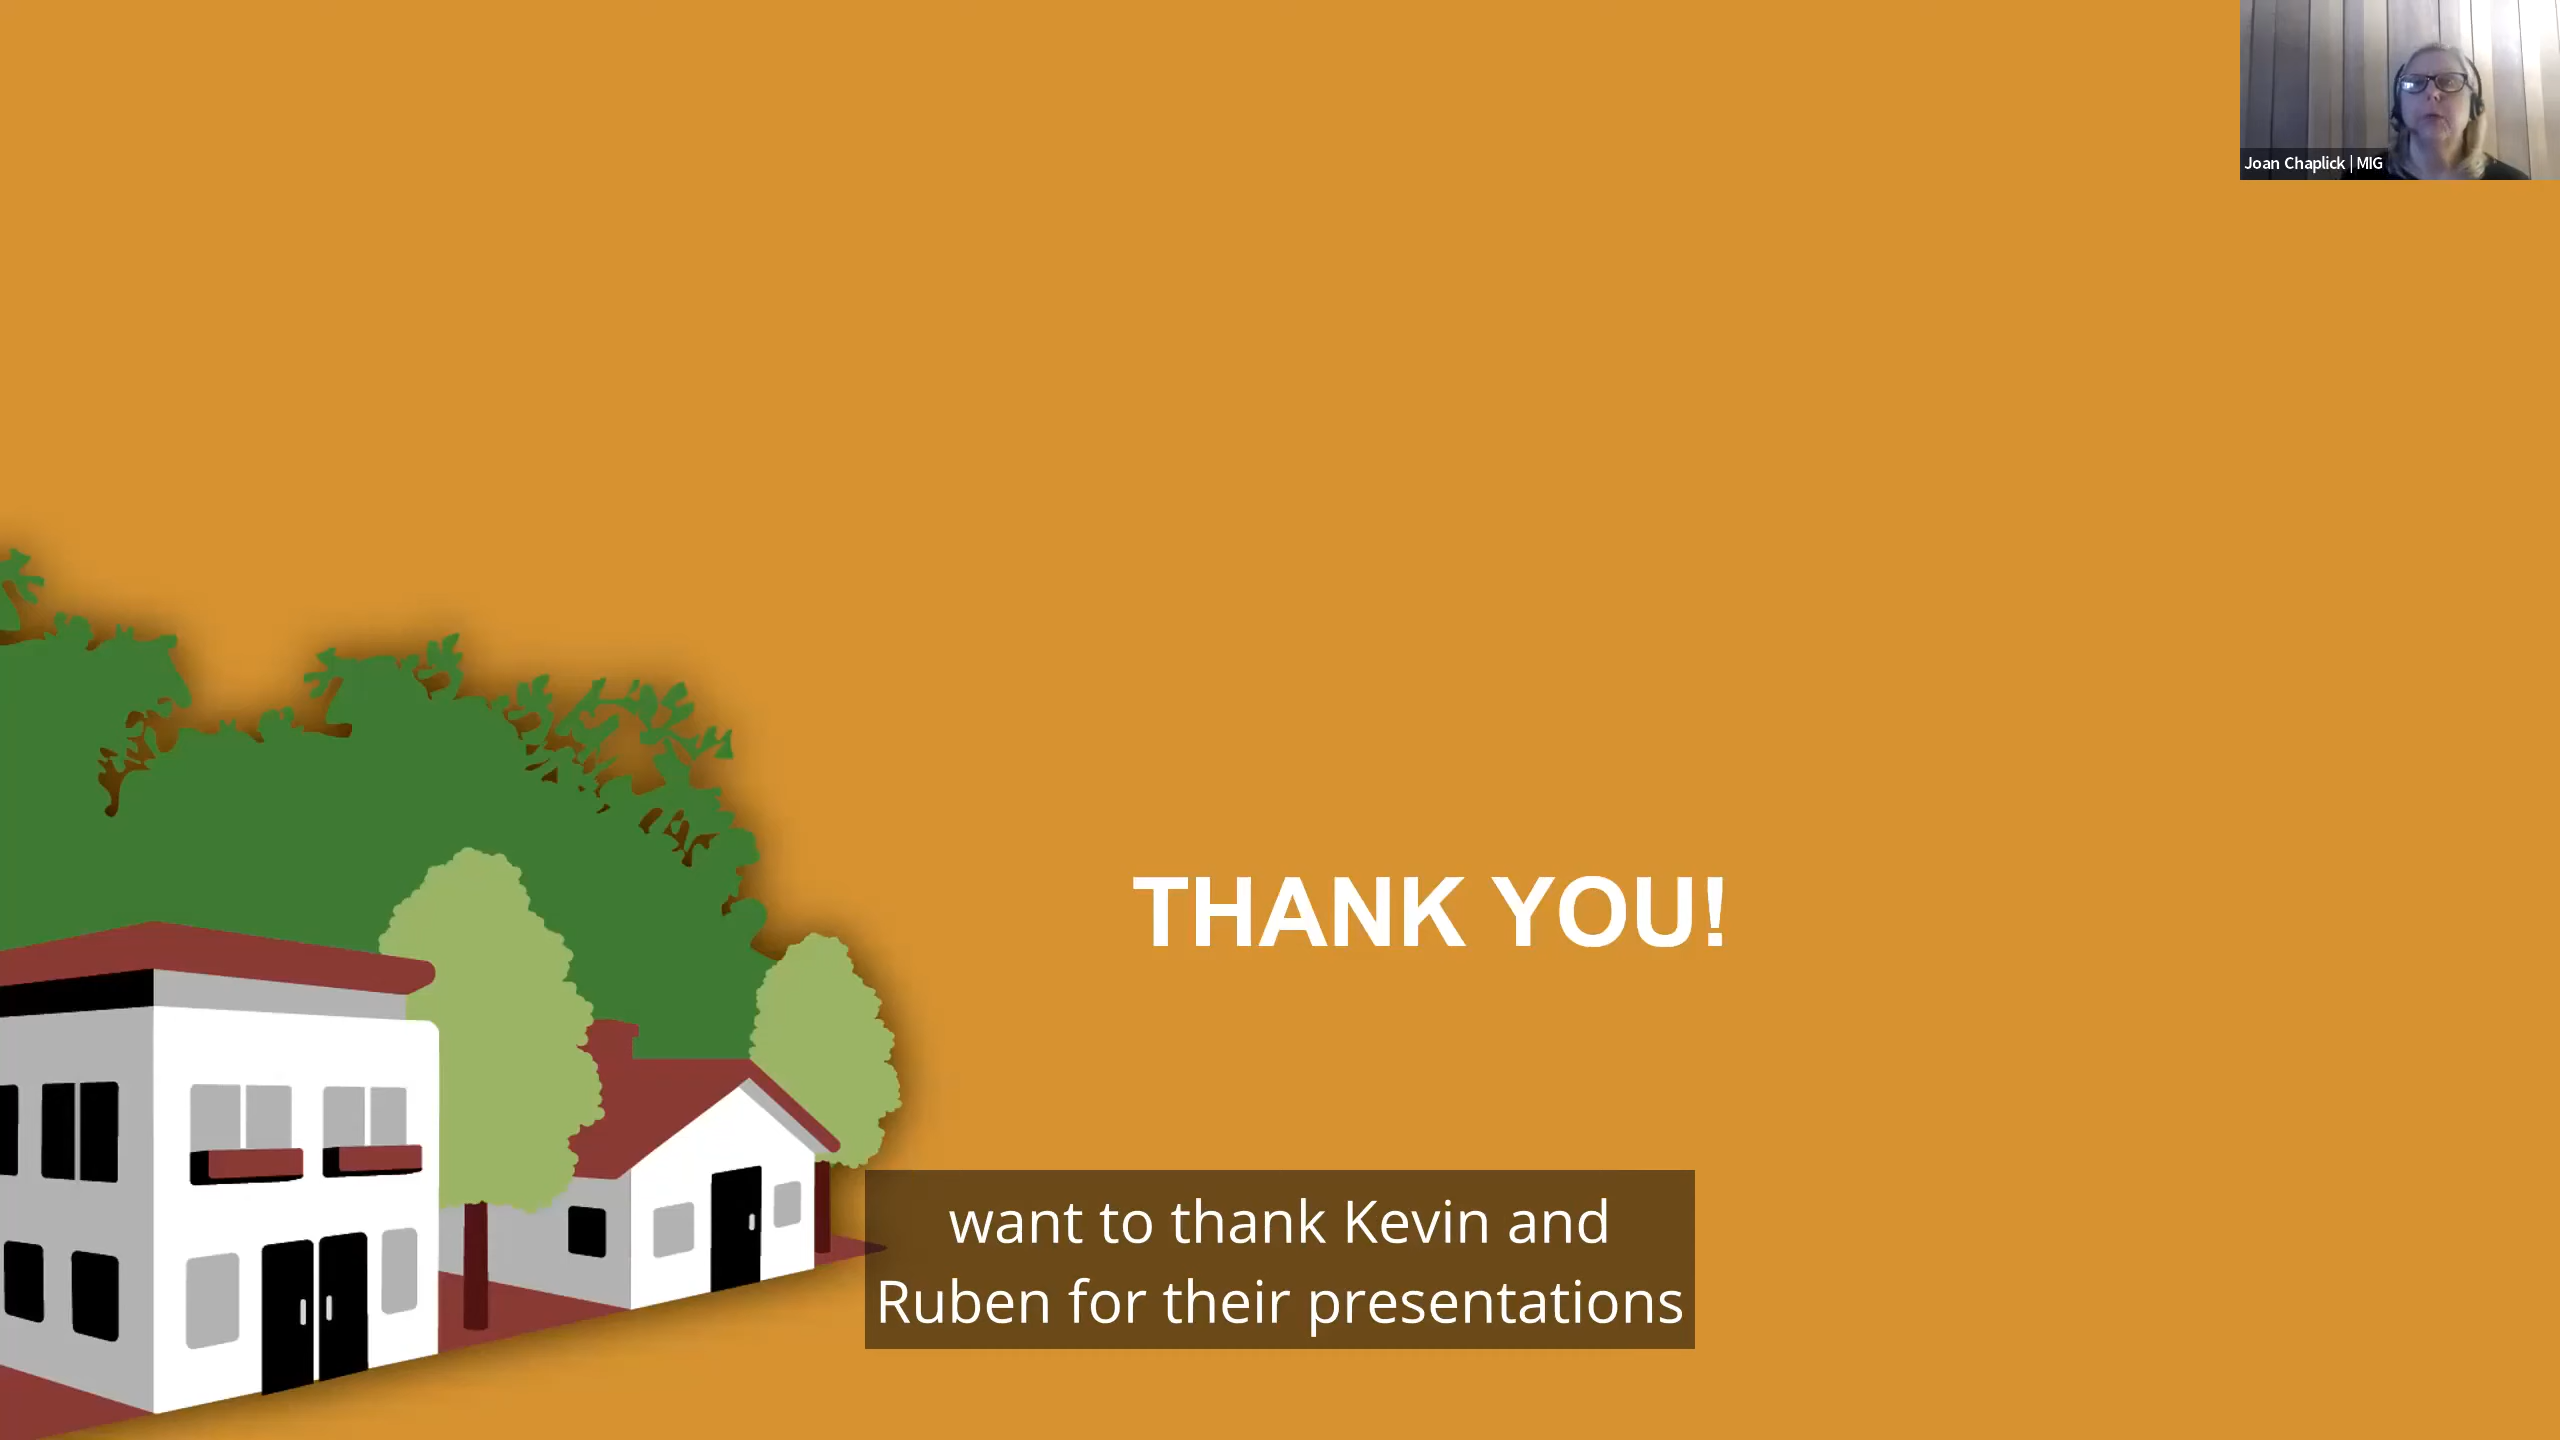 Joan Chaplick | MIG
THANK YOU!
want to thank Kevin and
Ruben for their presentations